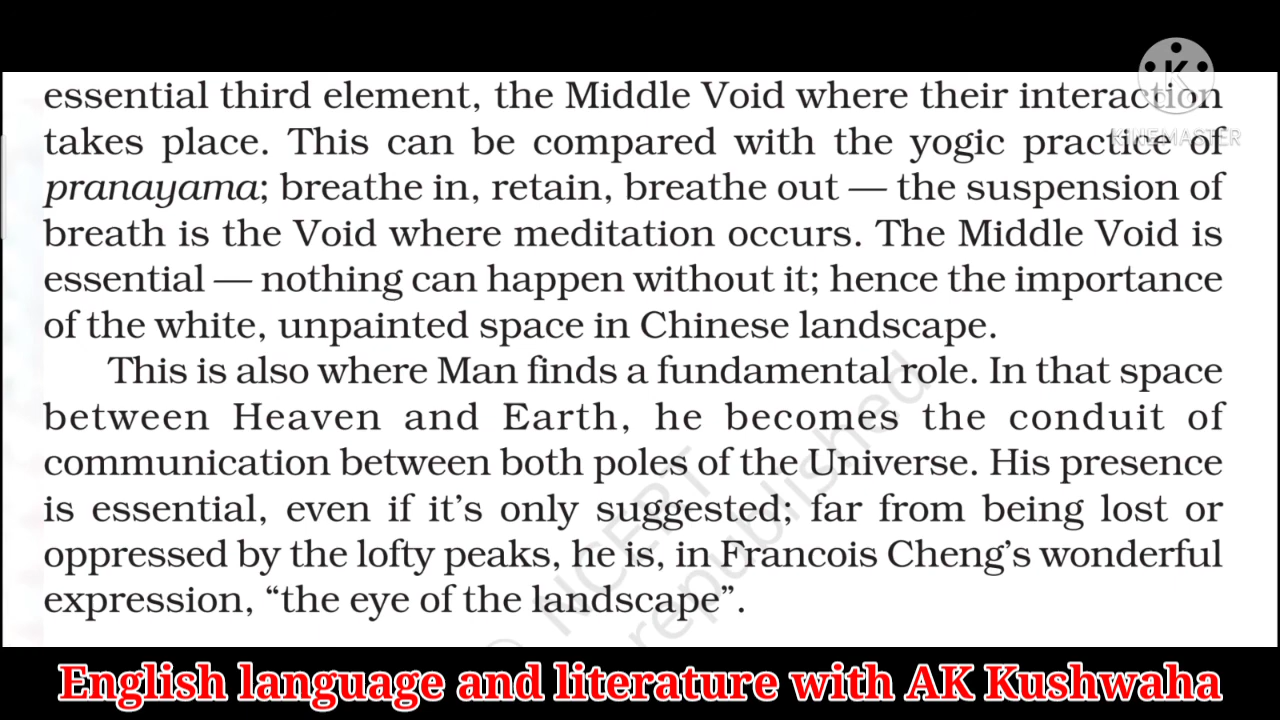 essential third element, the Middle Void where their interaction
takes place. This can be compared with the yogic practice of
pranayama; breathe in, retain, breathe out — the suspension of
breath is the Void where meditation occurs. The Middle Void is
essential — nothing can happen without it; hence the importance
of the white, unpainted space in Chinese landscape.
This is also where Man finds a fundamental role. In that space
between Heaven and Earth, he becomes the conduit of
communication between both poles of the Universe. His presence
is essential, even if it's only suggested; far from being lost or
oppressed by the lofty peaks, he is, in Francois Cheng's wonderful
expression, “the eye of the landscape”.
K
KINEMASTER
© NCERT
republished
English language and literature with AK Kushwaha